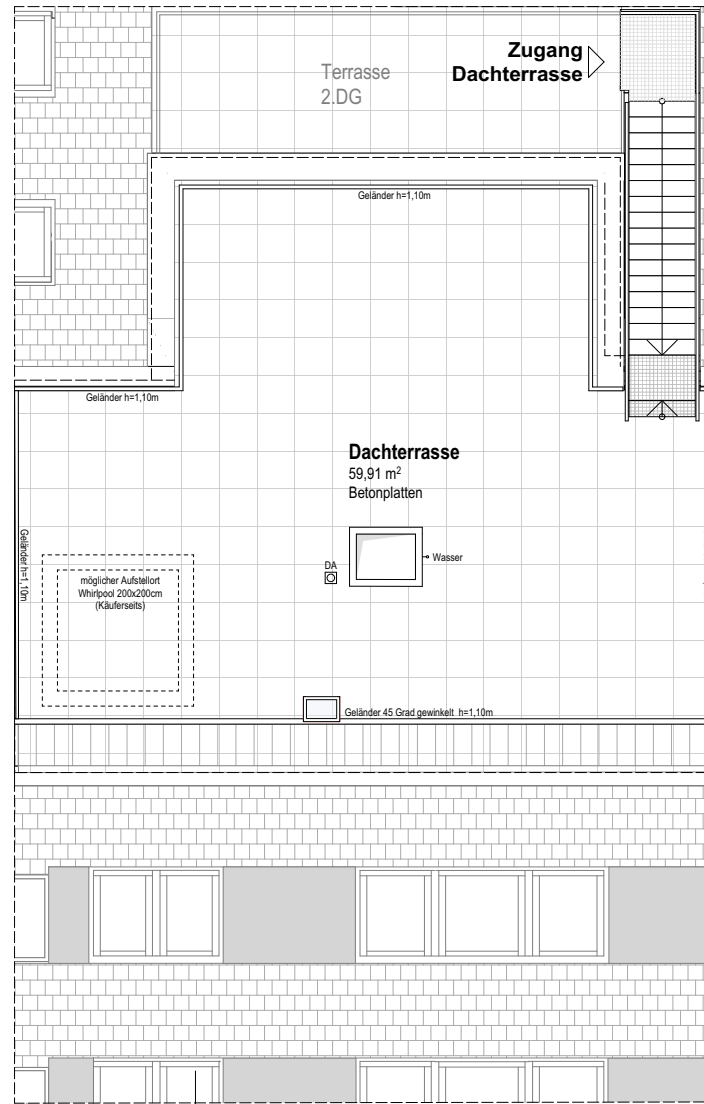 Zugang
Dachterrasse
Terrasse
2.DG
Geländer h=1,10m
Geländer h=1,10m
Dachterrasse
59,91 m²
Betonplatten
Geländer h=1,10m
Wasser
DA
möglicher Aufstellort
Whirlpool 200x200cm
(Käuferseits)
Geländer 45 Grad gewinkelt h=1,10m